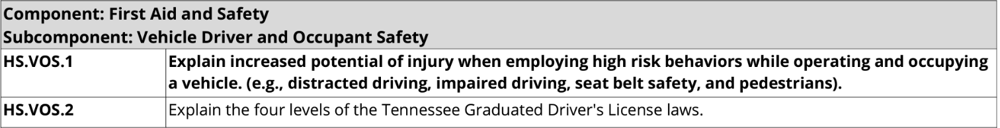 Component: First Aid and Safety
Subcomponent: Vehicle Driver and Occupant Safety
HS.VOS.1
Explain increased potential of injury when employing high risk behaviors while operating and occupying
a vehicle. (e.g., distracted driving, impaired driving, seat belt safety, and pedestrians).
HS.VOS.2
Explain the four levels of the Tennessee Graduated Driver's License laws.